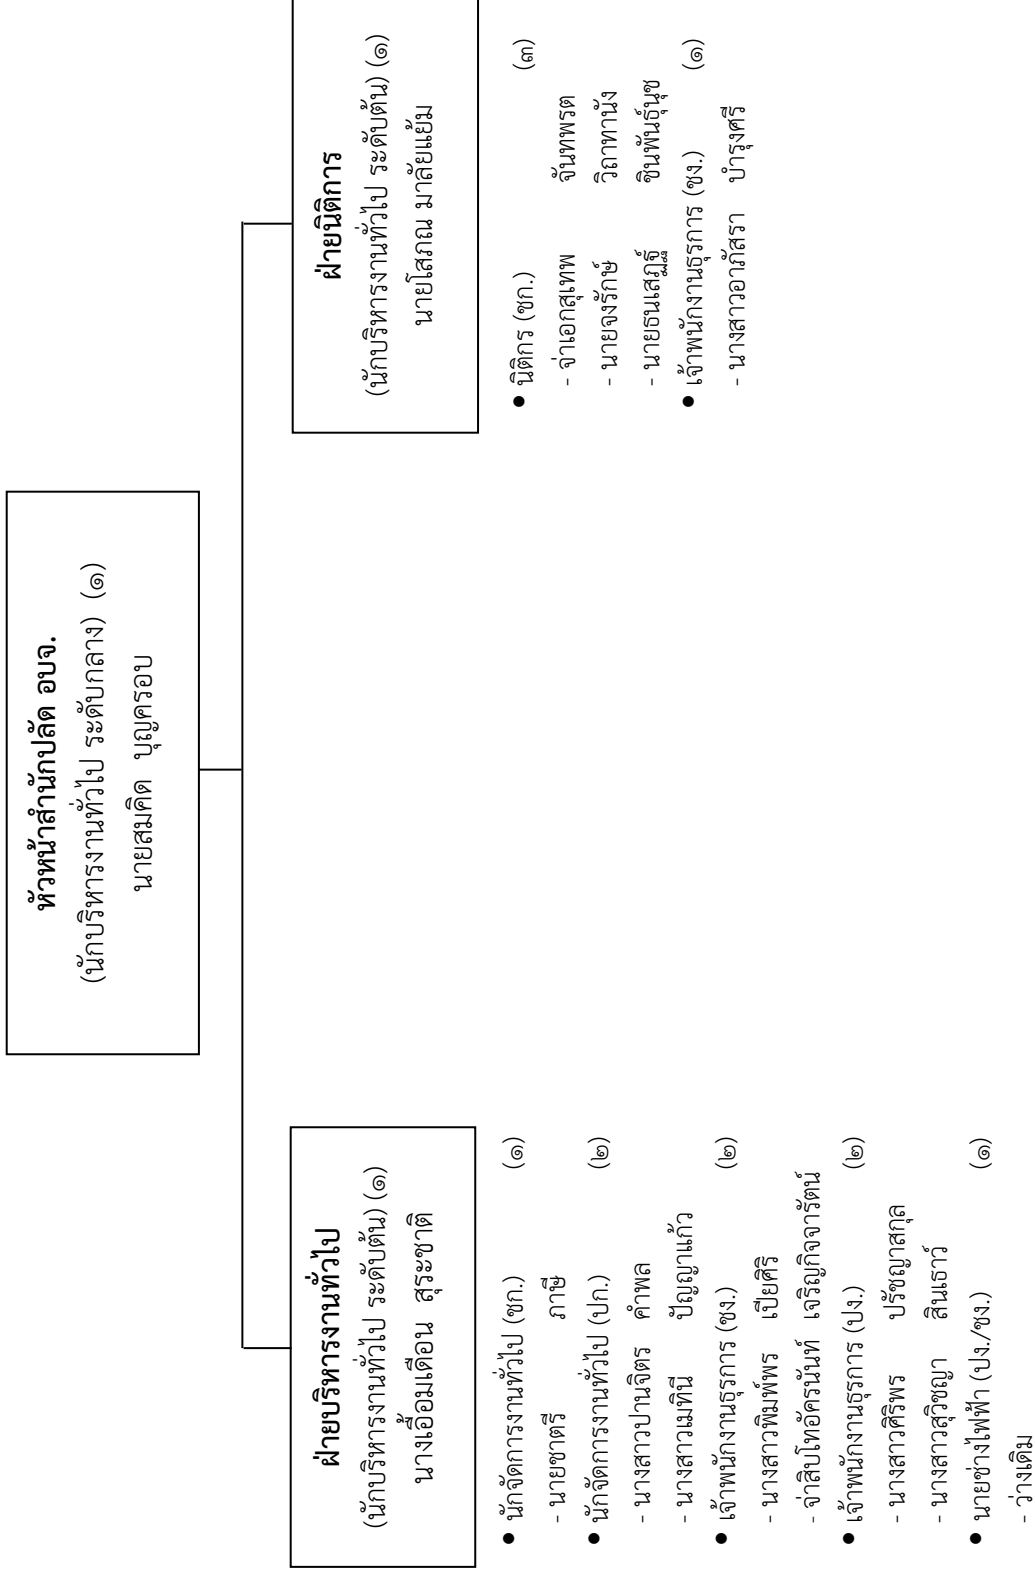 หัวหน้าสำนักปลัด อบจ.
(นักบริหารงานทั่วไป ระดับกลาง) (๑)
นายสมคิด บุญครอบ
ฝ่ายบริหารงานทั่วไป
(นักบริหารงานทั่วไป ระดับต้น) (๑)
นางเอื้อมเดือน สุระชาติ
● นักจัดการงานทั่วไป (ชก.) (๑)
- นายชาตรี ภาษี
● นักจัดการงานทั่วไป (ปก.) (๒)
- นางสาวปานจิตร คำพล
- นางสาวเมทินี ปัญญาแก้ว
● เจ้าพนักงานธุรการ (ชง.) (๒)
- นางสาวพิมพ์พร เปียศิริ
- จ่าสิบโทอัครนันท์ เจริญกิจจารัตน์
● เจ้าพนักงานธุรการ (ปง.) (๒)
- นางสาวศิริพร ปรัชญาสกุล
- นางสาวสุวิชญา สินเธาว์
● นายช่างไฟฟ้า (ปง./ชง.) (๑)
- ว่างเดิม
ฝ่ายนิติการ
(นักบริหารงานทั่วไป ระดับต้น) (๑)
นายโสภณ มาลัยแย้ม
● นิติกร (ชก.) (๓)
- จ่าเอกสุเทพ จันทพรต
- นายจงรักษ์ วิถาทานัง
- นายธนเสฏฐ์ ชินพันธุ์นุช
● เจ้าพนักงานธุรการ (ชง.) (๑)
- นางสาวอาภัสรา บำรุงศรี